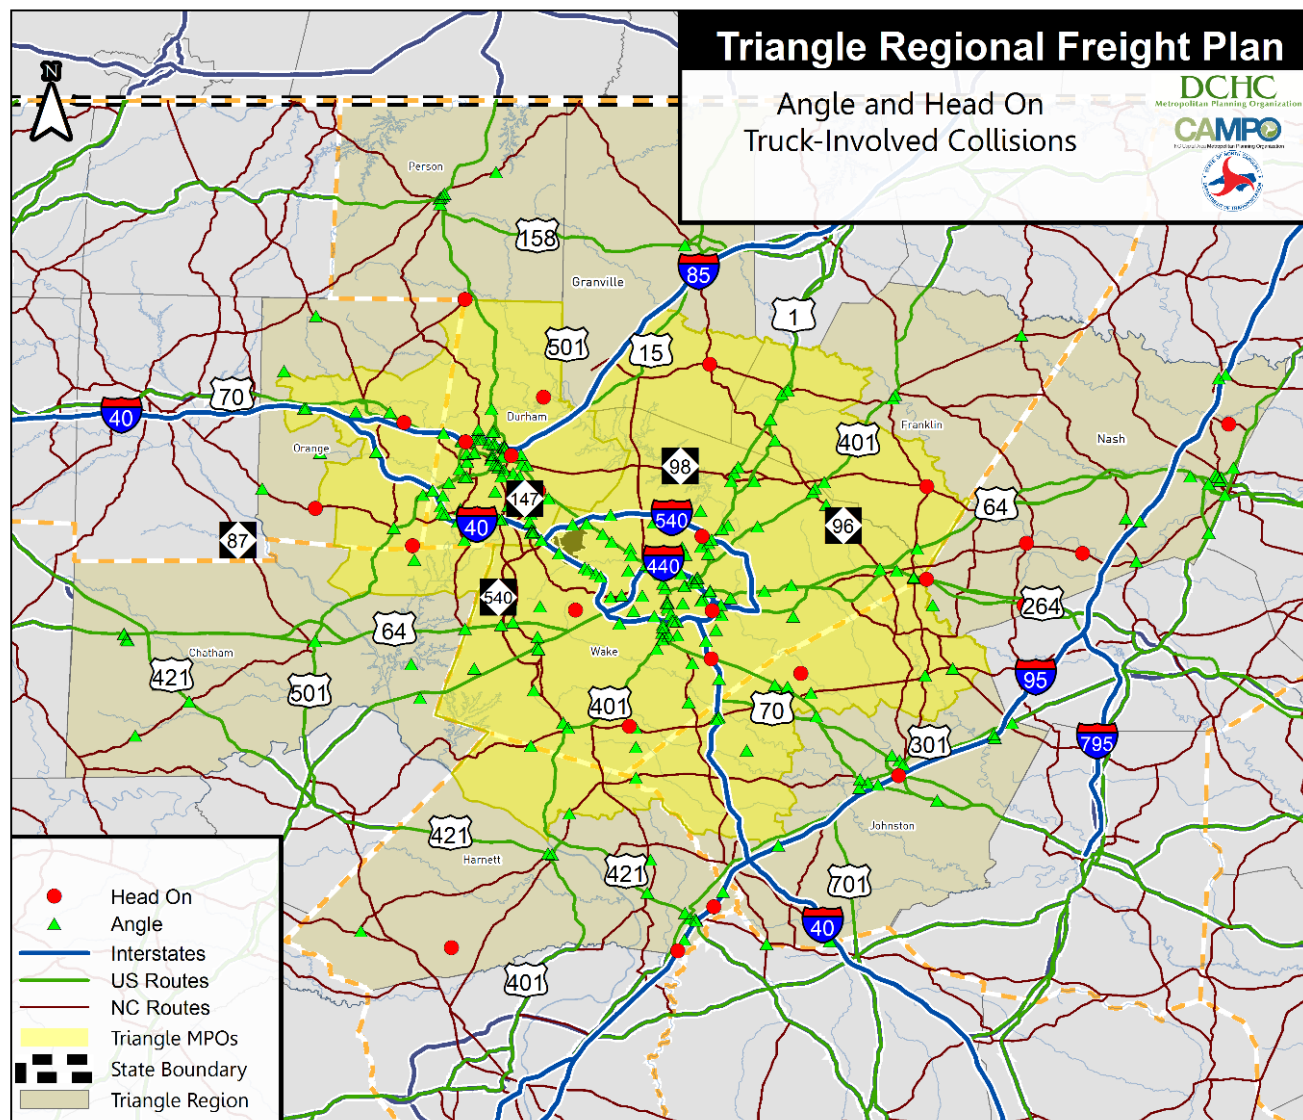 Triangle Regional Freight Plan
Angle and Head On
Truck-Involved Collisions
DCHC
Metropolitan Planning Organization
CAMPO
N
Person
158
85
Granville
1
501
15
70
40
Durham
401
Franklin
Nash
Orange
98
147
64
87
40
540
96
440
540
264
64
Wake
Chatham
421
501
95
401
70
301
795
421
Johnston
Harnett
421
701
40
401
Head On
Angle
Interstates
US Routes
NC Routes
Triangle MPOs
State Boundary
Triangle Region